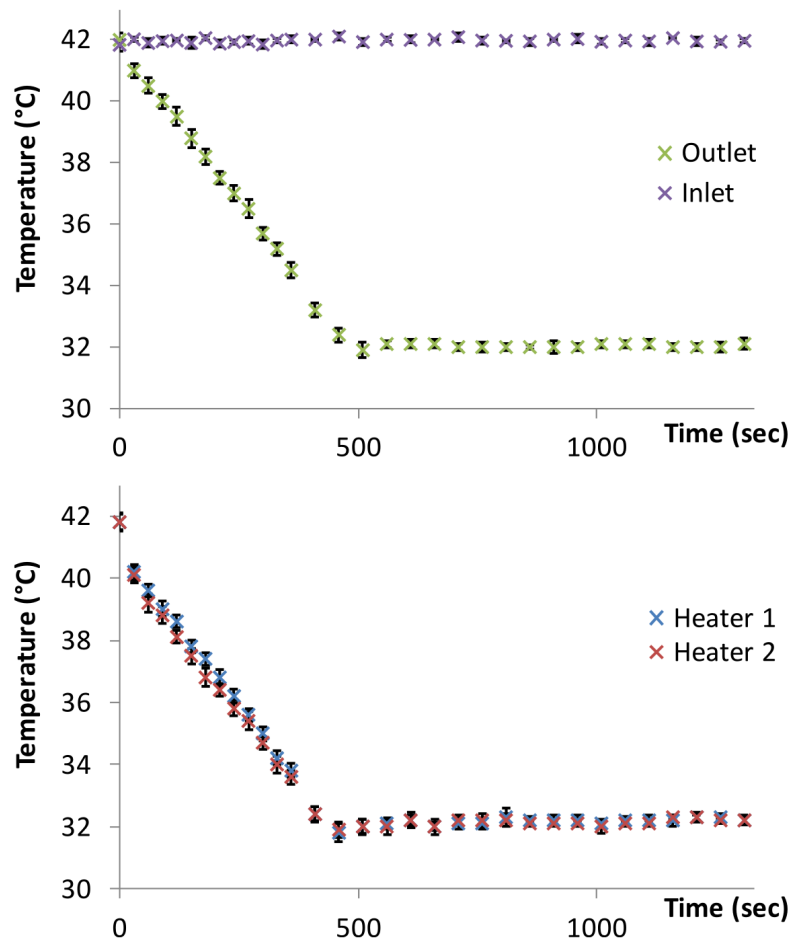 42
40
38
36
34
32
30
Temperature (°C)
Outlet
Inlet
0
500
1000
Time (sec)
42
40
38
36
34
32
30
Temperature (°C)
Heater 1
Heater 2
0
500
1000
Time (sec)